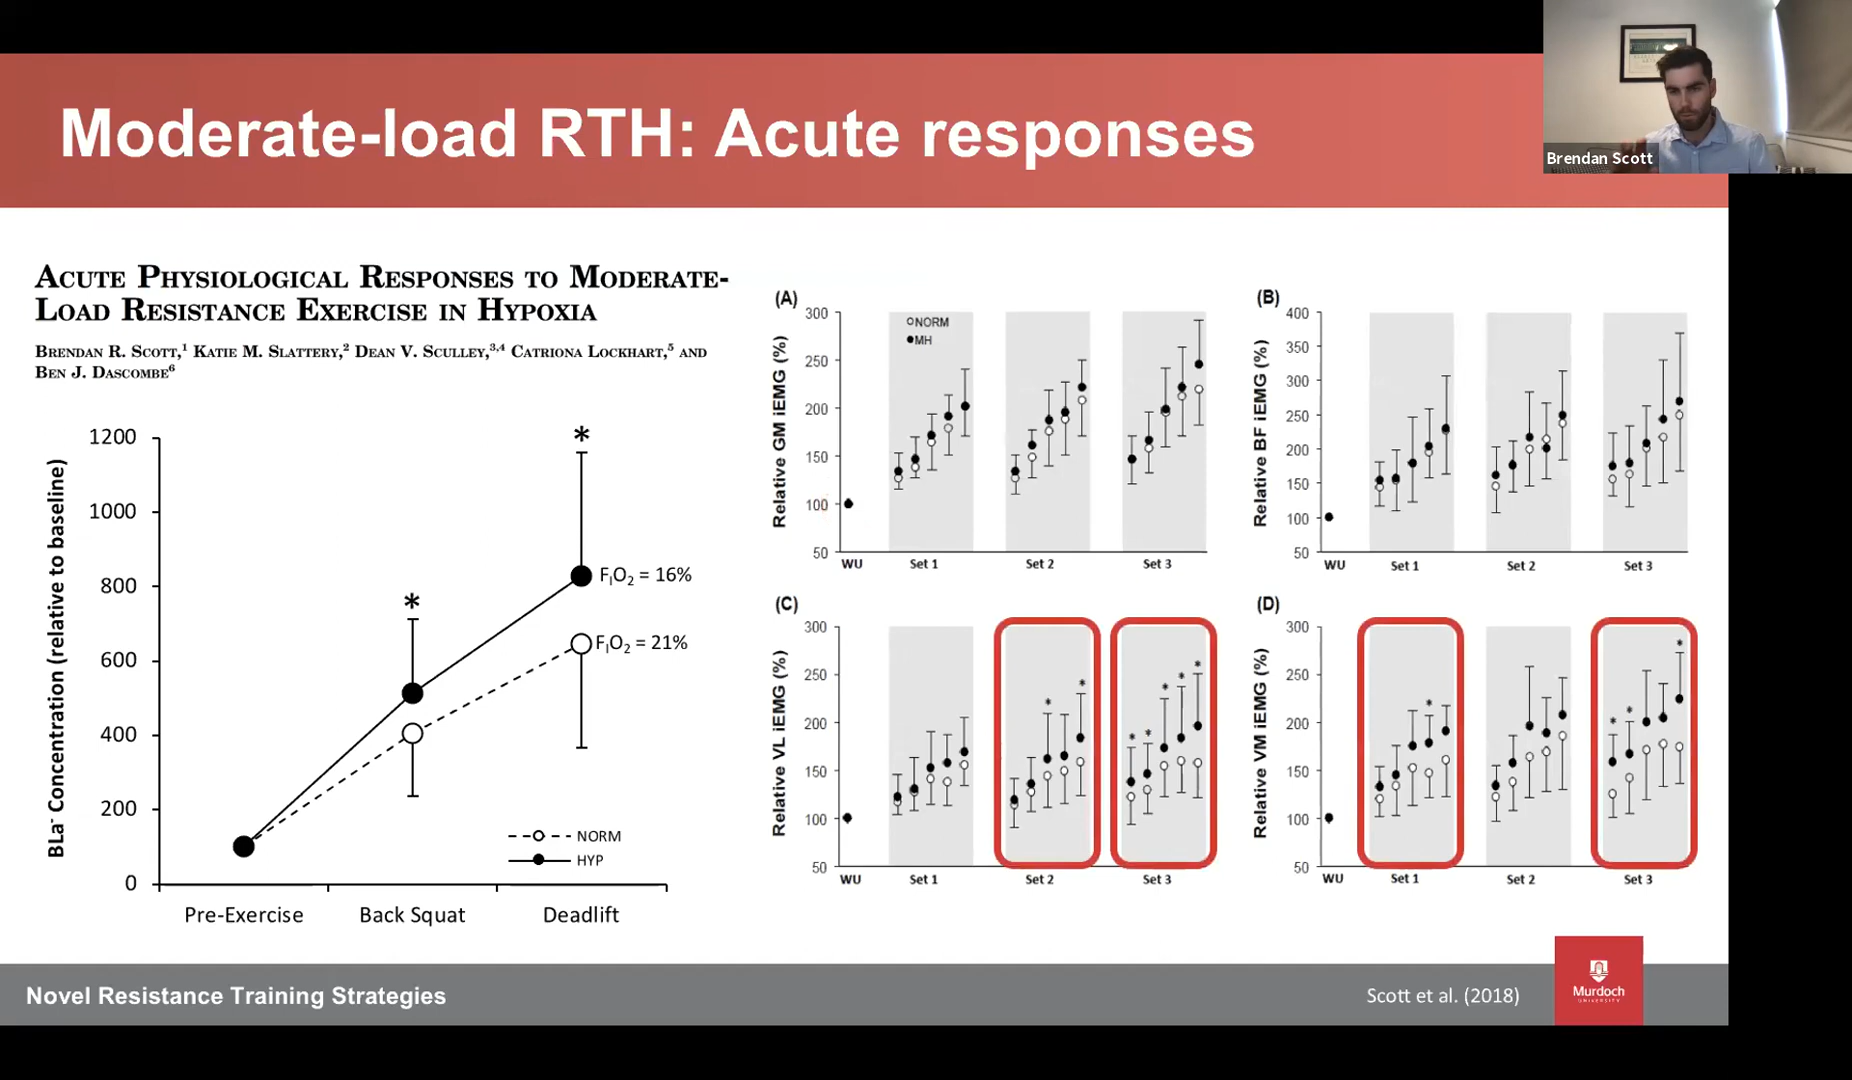 Moderate-load RTH: Acute responses
Brendan Scott
ACUTE PHYSIOLOGICAL RESPONSES TO MODERATE-
LOAD RESISTANCE EXERCISE IN HYPOXIA
BRENDAN R. SCOTT,1 KATIE M. SLATTERY,2 DEAN V. SCULLEY,3,4 CATRIONA LOCKHART,5 AND
BEN J. DASCOMBE6
BLa- Concentration (relative to baseline)
1200
1000
800
600
400
200
0
*
*
FIO2 = 16%
FIO2 = 21%
NORM
HYP
Pre-Exercise Back Squat Deadlift
(A)
Relative GM iEMG (%)
300
250
200
150
100
50
NORM
MH
WU Set 1 Set 2 Set 3
(B)
Relative BF iEMG (%)
400
350
300
250
200
150
100
50
WU Set 1 Set 2 Set 3
(C)
Relative VL iEMG (%)
300
250
200
150
100
50
* * * * * * *
WU Set 1 Set 2 Set 3
(D)
Relative VM iEMG (%)
300
250
200
150
100
50
* * * *
WU Set 1 Set 2 Set 3
Novel Resistance Training Strategies
Scott et al. (2018)
Murdoch
UNIVERSITY